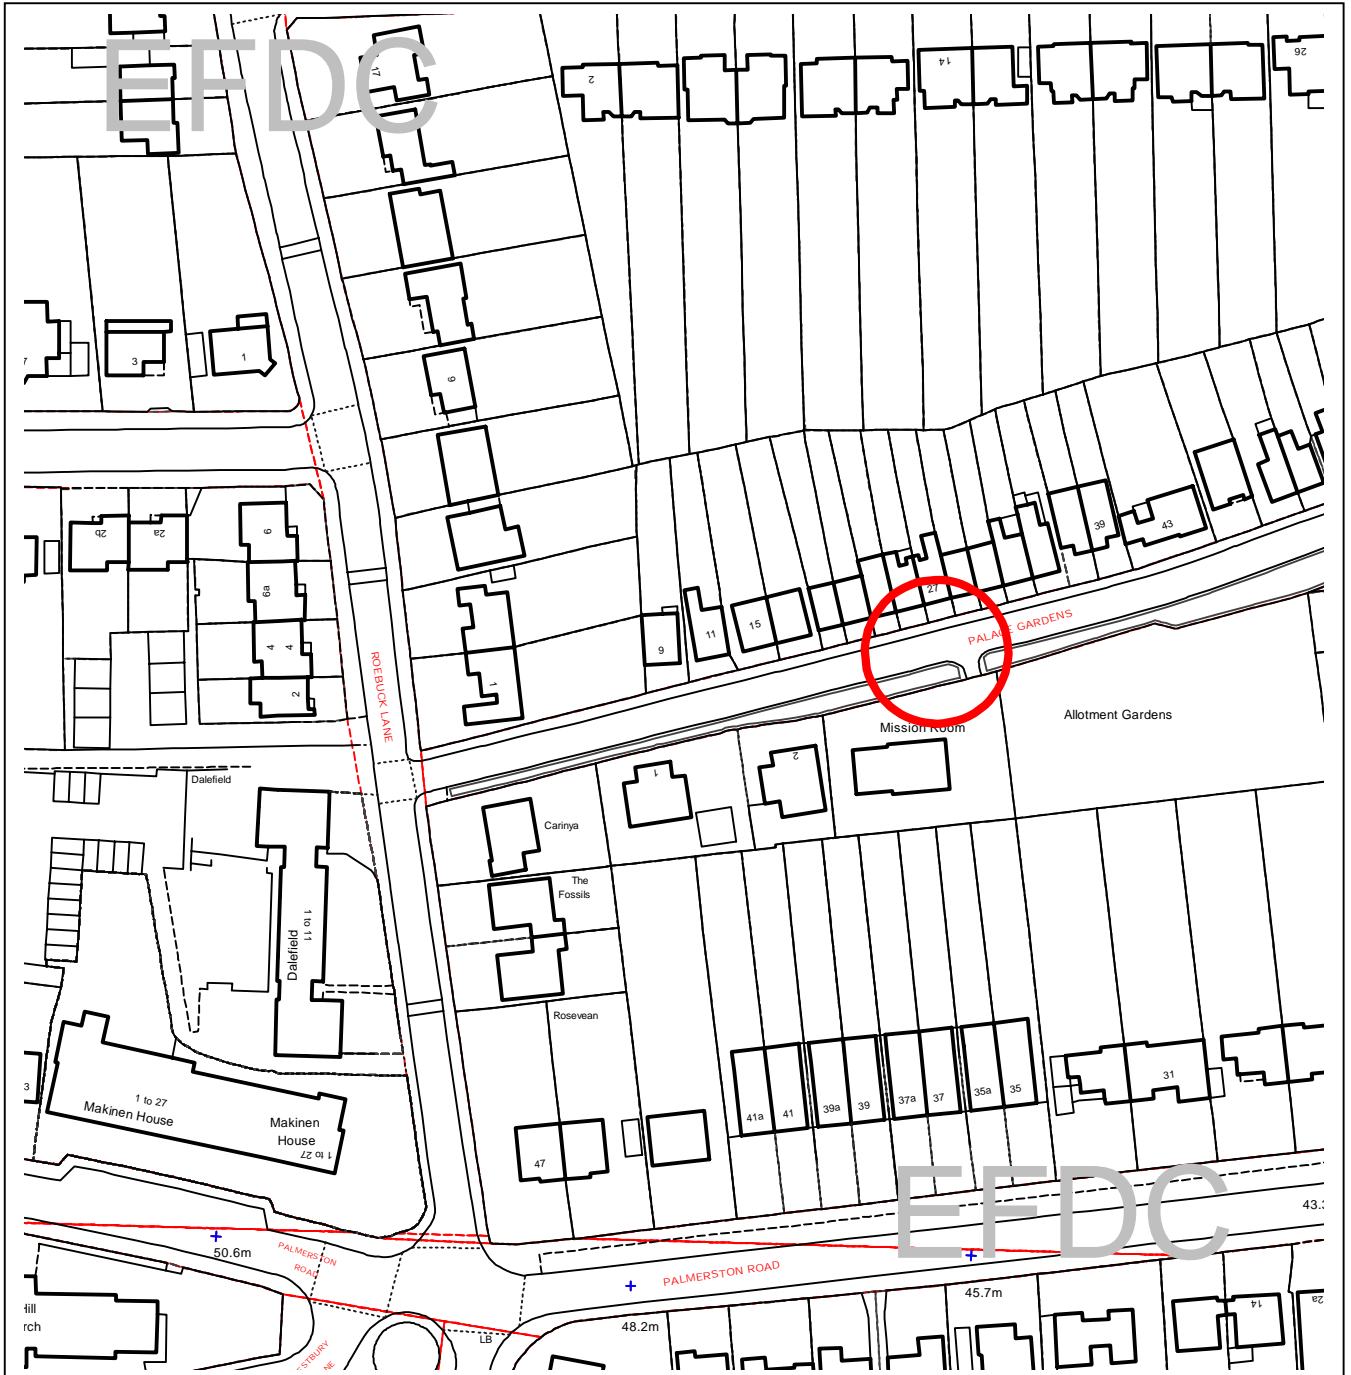 EFDC
17
2
14
26
7
3
1
9
2b
2a
6
6a
4
4
2
ROEBUCK LANE
1
9
11
15
27
39
43
PALACE GARDENS
Mission Room
Allotment Gardens
Dalefield
1
2
Carinya
The
Fossils
1 to 11
Dalefield
Rosevean
3
1 to 27
Makinen House
Makinen
House
1 to 27
47
41a
41
39a
39
37a
37
35a
35
31
EFDC
43.
50.6m
PALMERSTON
ROAD
PALMERSTON ROAD
45.7m
48.2m
LB
14
2a